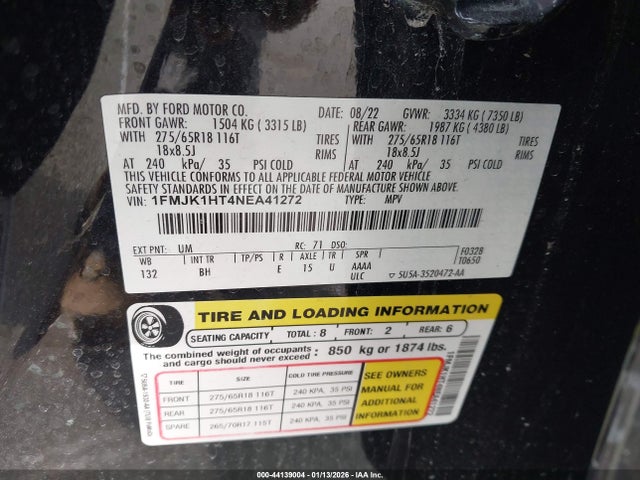 MFD. BY FORD MOTOR CO.
DATE: 08/22 GVWR: 3334 KG ( 7350 LB)
FRONT GAWR: 1504 KG ( 3315 LB) REAR GAWR: 1987 KG ( 4380 LB)
WITH 275/65R18 116T TIRES WITH 275/65R18 116T TIRES
18x8.5J RIMS 18x8.5J RIMS
AT 240 kPa/ 35 PSI COLD AT 240 kPa/ 35 PSI COLD
THIS VEHICLE CONFORMS TO ALL APPLICABLE FEDERAL MOTOR VEHICLE
SAFETY STANDARDS IN EFFECT ON THE DATE OF MANUFACTURE SHOWN ABOVE.
VIN: 1FMJK1HT4NEA41272 TYPE: MPV
EXT PNT: UM RC: 71 DSO: F0328
WB INT TR TP/PS R AXLE TR SPR T0650
132 BH E 15 U AAAA
ULC 5U5A-3520472-AA
TIRE AND LOADING INFORMATION
SEATING CAPACITY TOTAL : 8 FRONT: 2 REAR: 6
The combined weight of occupants and cargo should never exceed : 850 kg or 1874 lbs.
TIRE SIZE COLD TIRE PRESSURE
FRONT 275/65R18 116T 240 KPA, 35 PSI
REAR 275/65R18 116T 240 KPA, 35 PSI
SPARE 265/70R17 115T 240 KPA, 35 PSI
SEE OWNERS
MANUAL FOR
ADDITIONAL
INFORMATION
000-44139004 | 01/13/2026 - IAA Inc.